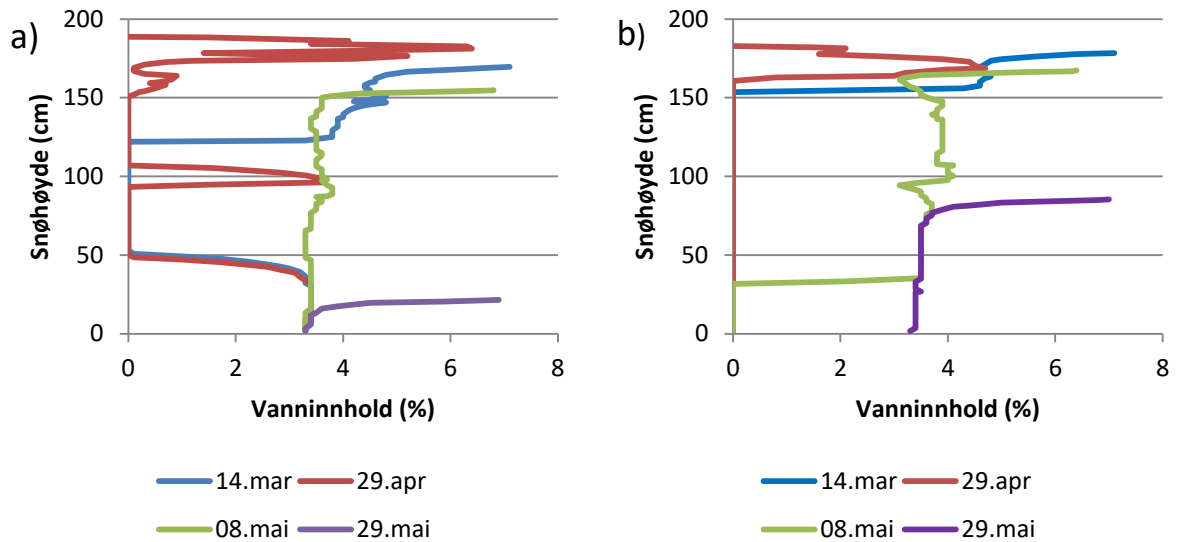 a)
200
150
100
50
0
Snøhøyde (cm)
0 2 4 6 8
Vanninnhold (%)
14.mar 29.apr
08.mai 29.mai
b)
200
150
100
50
0
Snøhøyde (cm)
0 2 4 6 8
Vanninnhold (%)
14.mar 29.apr
08.mai 29.mai